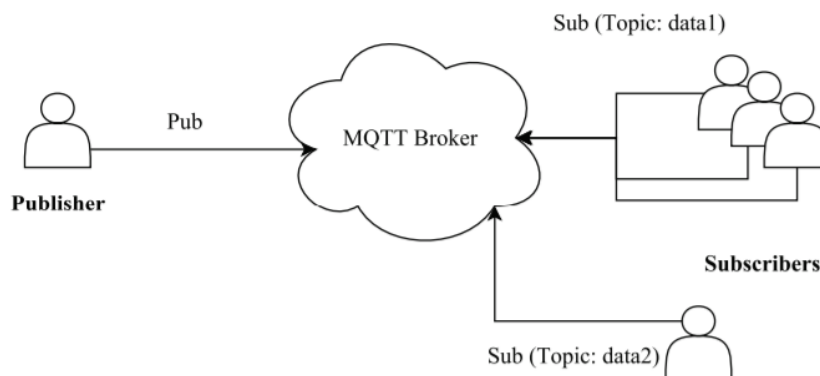 Sub (Topic: data1)
Pub
MQTT Broker
Publisher
Subscribers
Sub (Topic: data2)